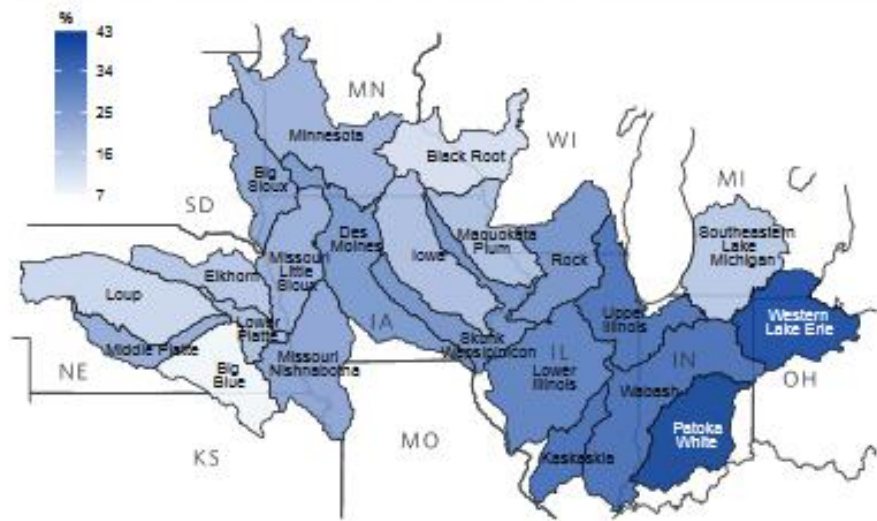 %
43
34
25
16
7
MN
WI
MI
SD
NE
KS
IA
MO
IL
IN
OH
Minnesota
Black Root
Big
Sioux
Des
Moines
Maquoketa
Plum
Southeastern
Lake
Michigan
Missouri
Little
Sioux
Iowa
Rock
Elkhorn
Loup
Upper
Illinois
Western
Lake Erie
Lower
Platte
Middle Platte
Skunk
Wapsipinicon
Missouri
Nishnabotna
Big
Blue
Lower
Illinois
Wabash
Patoka
White
Kaskaskia